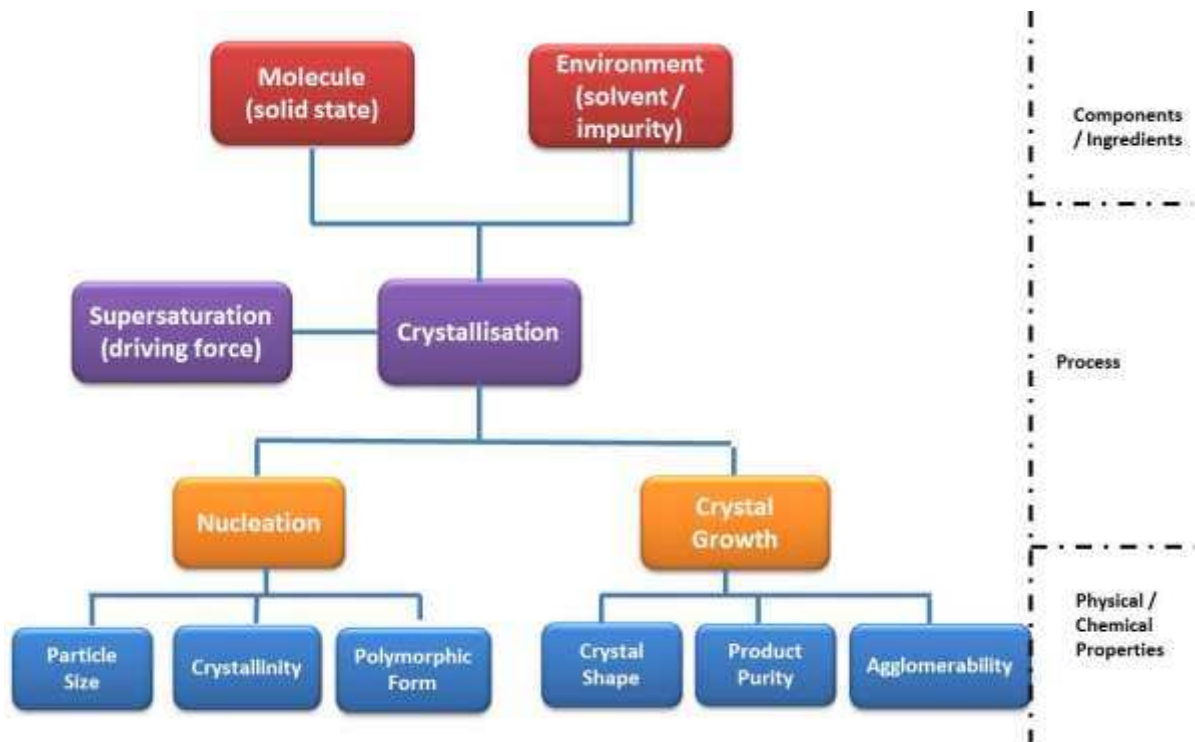 Molecule
(solid state)
Environment
(solvent /
impurity)
Components
/ Ingredients
Supersaturation
(driving force)
Crystallisation
Process
Nucleation
Crystal
Growth
Particle
Size
Crystallinity
Polymorphic
Form
Crystal
Shape
Product
Purity
Agglomerability
Physical /
Chemical
Properties